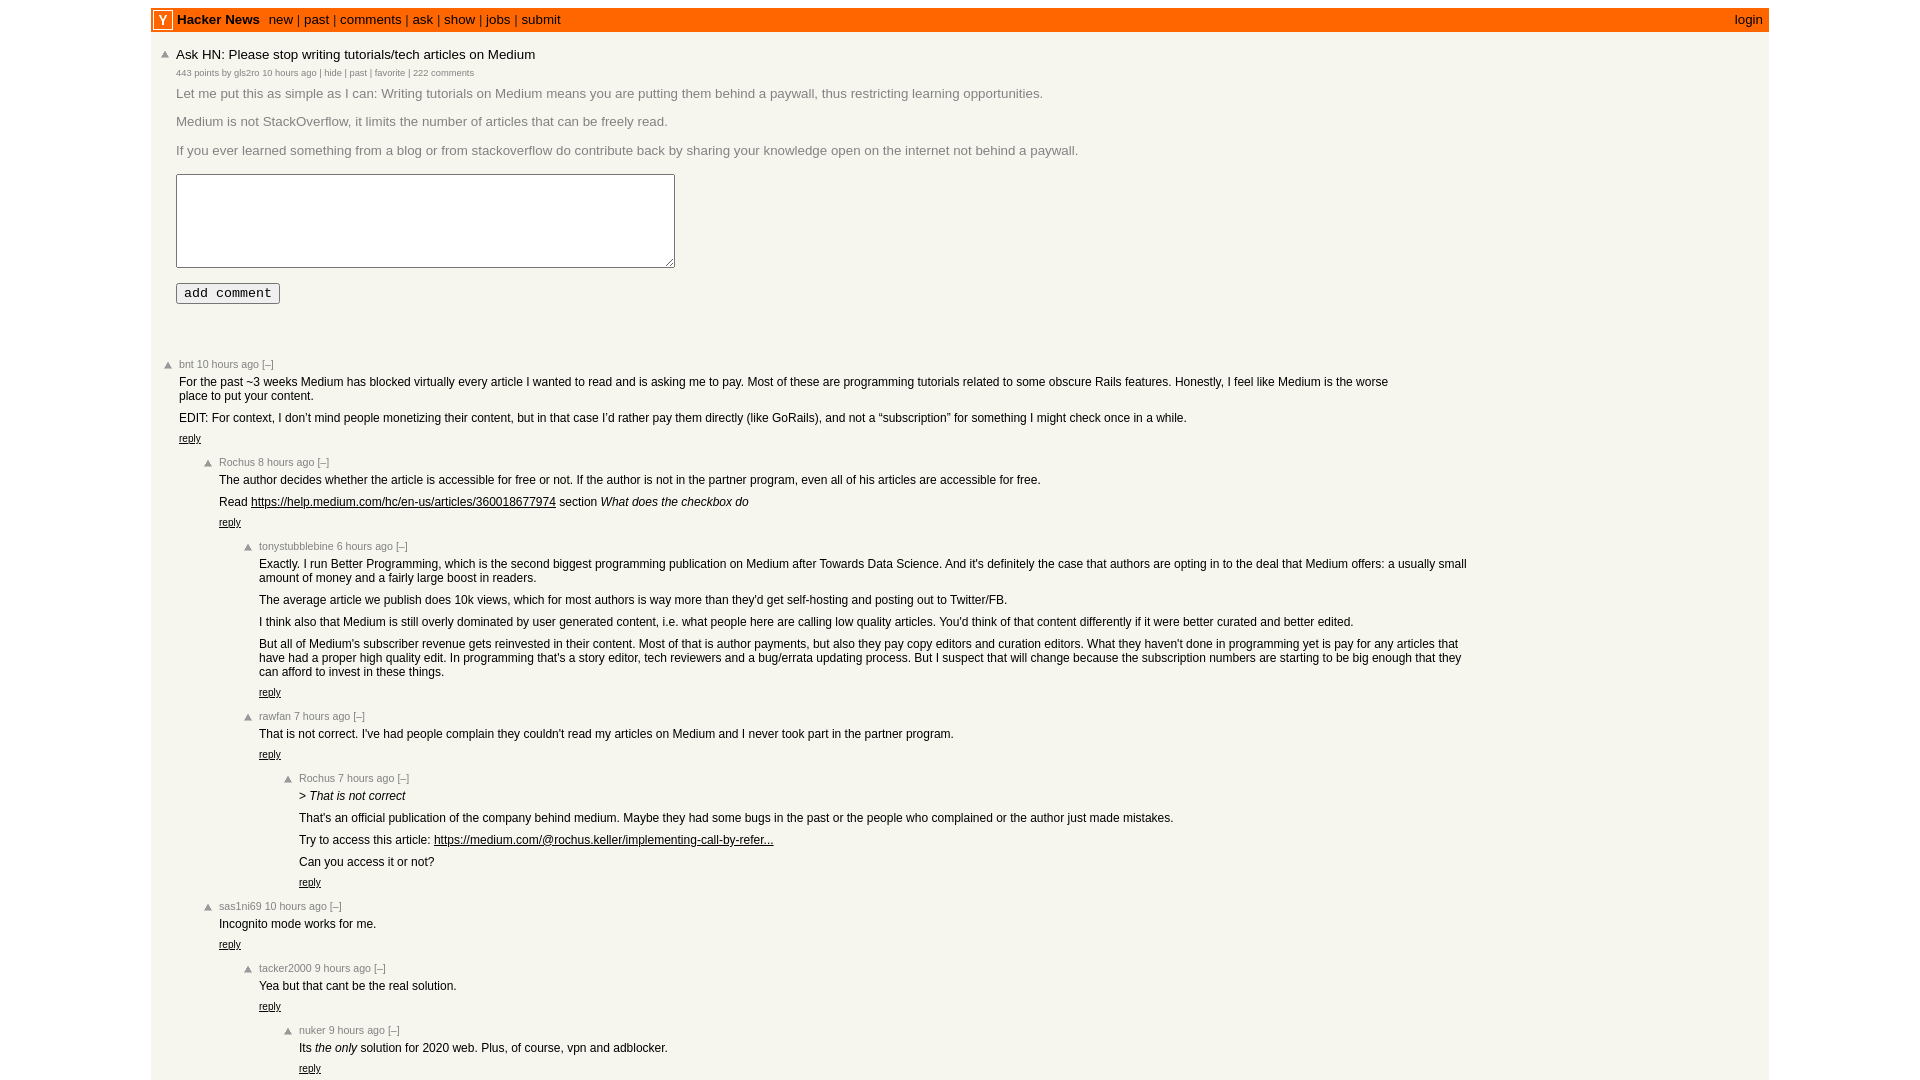 Y Hacker News new | past | comments | ask | show | jobs | submit login
Ask HN: Please stop writing tutorials/tech articles on Medium
443 points by gls2ro 10 hours ago | hide | past | favorite | 222 comments
Let me put this as simple as I can: Writing tutorials on Medium means you are putting them behind a paywall, thus restricting learning opportunities.
Medium is not StackOverflow, it limits the number of articles that can be freely read.
If you ever learned something from a blog or from stackoverflow do contribute back by sharing your knowledge open on the internet not behind a paywall.
add comment
bnt 10 hours ago [–]
For the past ~3 weeks Medium has blocked virtually every article I wanted to read and is asking me to pay. Most of these are programming tutorials related to some obscure Rails features. Honestly, I feel like Medium is the worse
place to put your content.
EDIT: For context, I don’t mind people monetizing their content, but in that case I’d rather pay them directly (like GoRails), and not a “subscription” for something I might check once in a while.
reply
Rochus 8 hours ago [–]
The author decides whether the article is accessible for free or not. If the author is not in the partner program, even all of his articles are accessible for free.
Read https://help.medium.com/hc/en-us/articles/360018677974 section What does the checkbox do
reply
tonystubblebine 6 hours ago [–]
Exactly. I run Better Programming, which is the second biggest programming publication on Medium after Towards Data Science. And it's definitely the case that authors are opting in to the deal that Medium offers: a usually small
amount of money and a fairly large boost in readers.
The average article we publish does 10k views, which for most authors is way more than they'd get self-hosting and posting out to Twitter/FB.
I think also that Medium is still overly dominated by user generated content, i.e. what people here are calling low quality articles. You'd think of that content differently if it were better curated and better edited.
But all of Medium's subscriber revenue gets reinvested in their content. Most of that is author payments, but also they pay copy editors and curation editors. What they haven't done in programming yet is pay for any articles that
have had a proper high quality edit. In programming that's a story editor, tech reviewers and a bug/errata updating process. But I suspect that will change because the subscription numbers are starting to be big enough that they
can afford to invest in these things.
reply
rawfan 7 hours ago [–]
That is not correct. I've had people complain they couldn't read my articles on Medium and I never took part in the partner program.
reply
Rochus 7 hours ago [–]
> That is not correct
That's an official publication of the company behind medium. Maybe they had some bugs in the past or the people who complained or the author just made mistakes.
Try to access this article: https://medium.com/@rochus.keller/implementing-call-by-refer...
Can you access it or not?
reply
sas1ni69 10 hours ago [–]
Incognito mode works for me.
reply
tacker2000 9 hours ago [–]
Yea but that cant be the real solution.
reply
nuker 9 hours ago [–]
Its the only solution for 2020 web. Plus, of course, vpn and adblocker.
reply